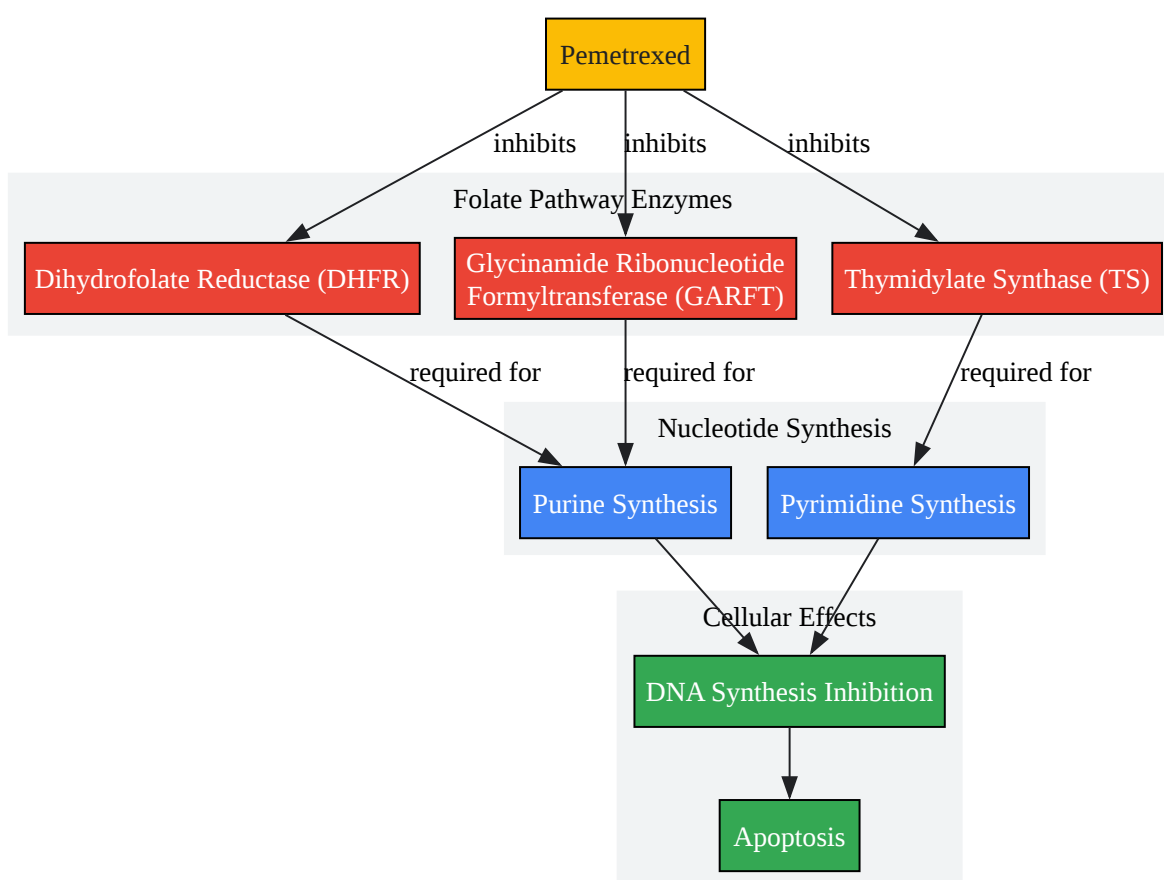 Pemetrexed
inhibits
inhibits
inhibits
Folate Pathway Enzymes
Dihydrofolate Reductase (DHFR)
Glycinamide Ribonucleotide
Formyltransferase (GARFT)
Thymidylate Synthase (TS)
required for
required for
required for
Nucleotide Synthesis
Purine Synthesis
Pyrimidine Synthesis
Cellular Effects
DNA Synthesis Inhibition
Apoptosis